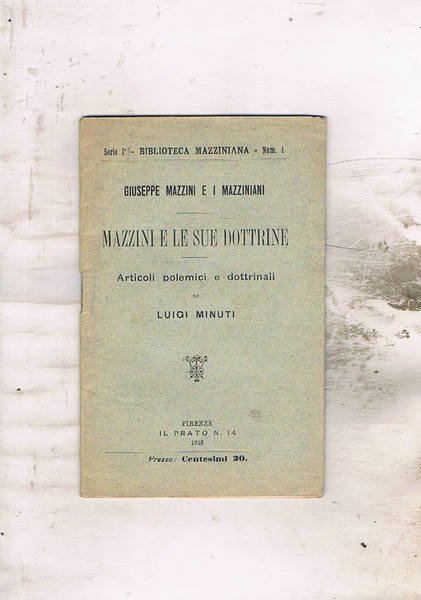 Serie Iª - BIBLIOTECA MAZZINIANA - Num. 1
GIUSEPPE MAZZINI E I MAZZINIANI
MAZZINI E LE SUE DOTTRINE
Articoli polemici e dottrinali
DI
LUIGI MINUTI
FIRENZE
IL PRATO N. 14
1918
Prezzo: Centesimi 20.